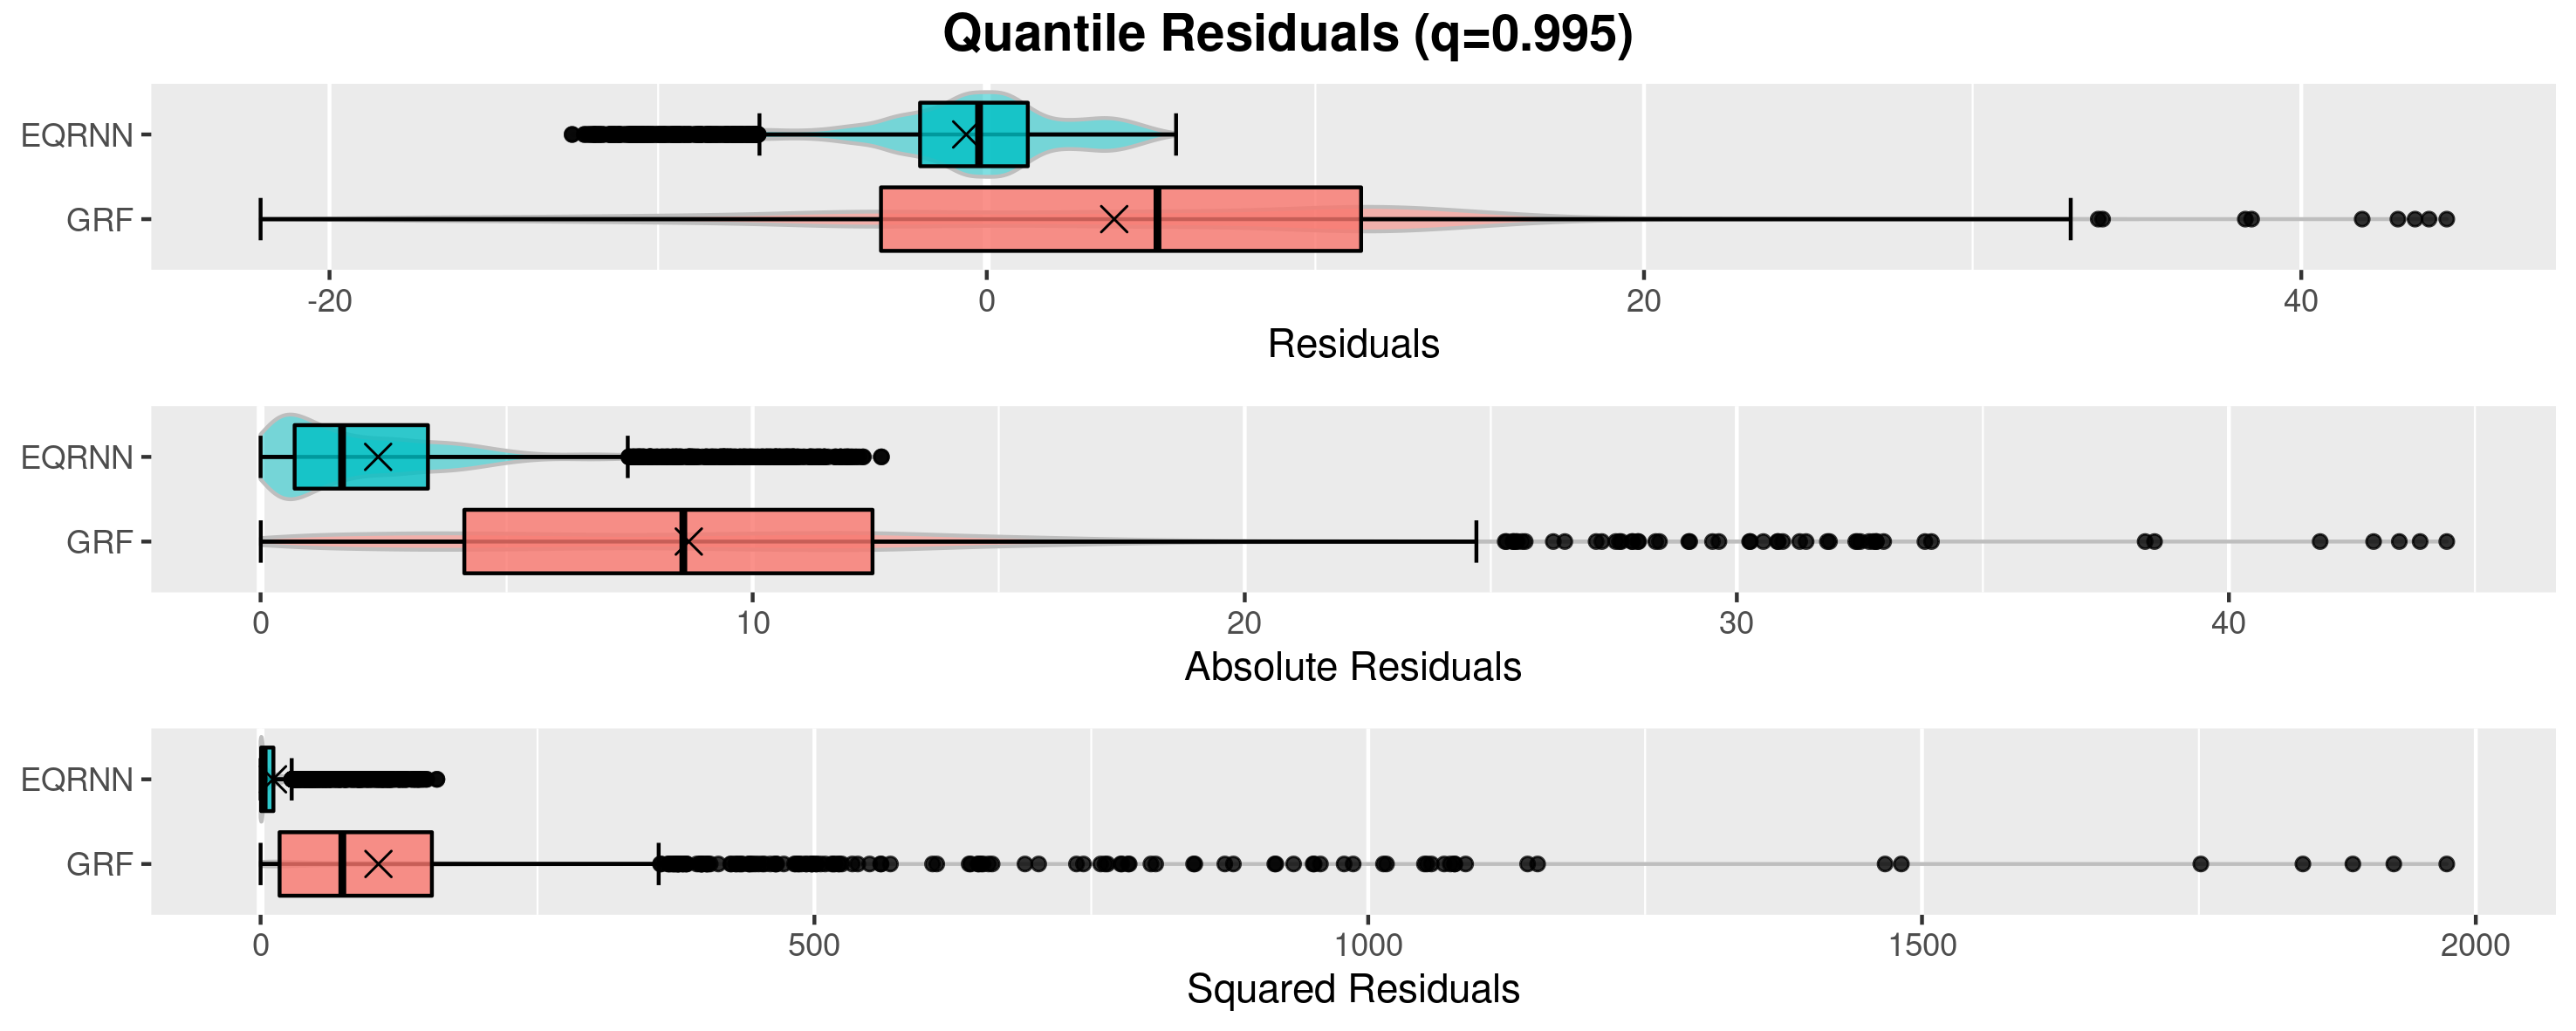 Quantile Residuals (q=0.995)
EQRNN
GRF
-20 0 20 40
Residuals
EQRNN
GRF
0 10 20 30 40
Absolute Residuals
EQRNN
GRF
0 500 1000 1500 2000
Squared Residuals